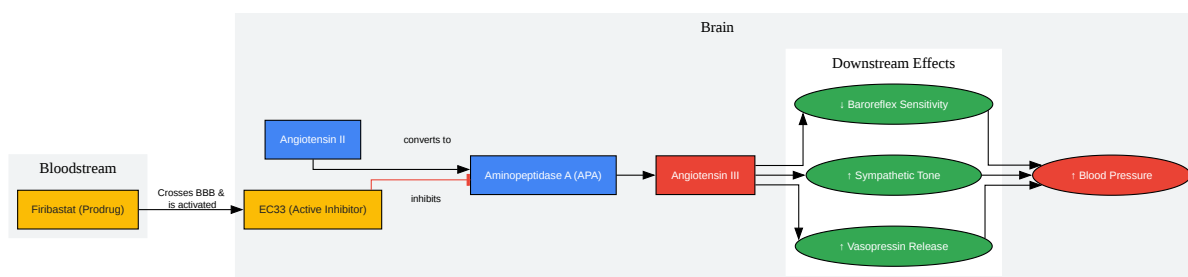 Brain
Downstream Effects
↓ Baroreflex Sensitivity
Angiotensin II
converts to
Bloodstream
Crosses BBB &
is activated
Aminopeptidase A (APA)
Angiotensin III
↑ Sympathetic Tone
↑ Blood Pressure
Firibastat (Prodrug)
EC33 (Active Inhibitor)
inhibits
↑ Vasopressin Release